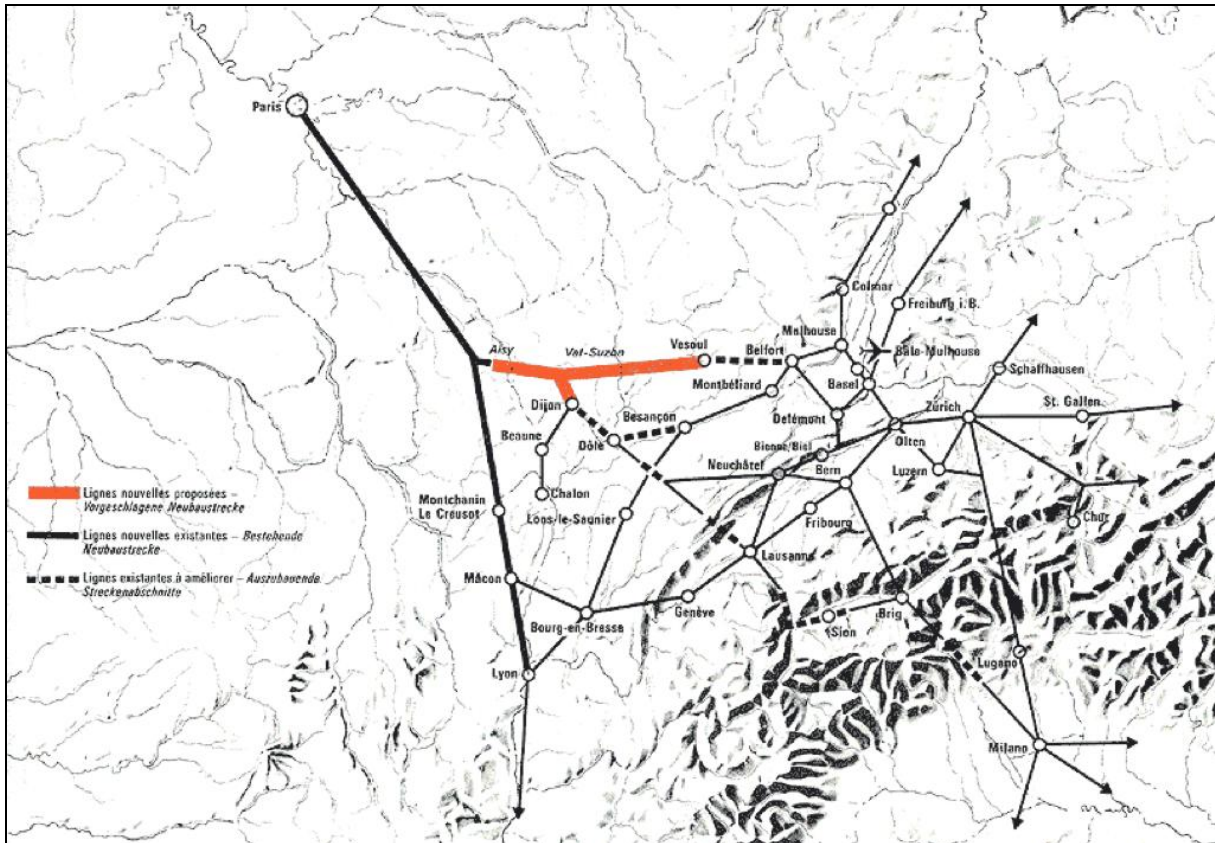 Paris
Colmar
Freiburg i. B.
Mulhouse
Aisy
Val-Suzon
Vesoul
Belfort
Bâle-Mulhouse
Schaffhausen
Montbéliard
Basel
Dijon
Besançon
Delémont
Zürich
St. Gallen
Beaune
Dôle
Bienne/Biel
Olten
Neuchâtel
Bern
Luzern
Lignes nouvelles proposées –
Vorgeschlagene Neubaustrecke
Montchanin
Le Creusot
Chalon
Lons-le-Saunier
Fribourg
Chur
Lignes nouvelles existantes – Bestehende
Neubaustrecke
Lausanne
Lignes existantes à améliorer – Auszubauende
Streckenabschnitte
Mâcon
Genève
Bourg-en-Bresse
Sion
Brig
Lyon
Lugano
Milano